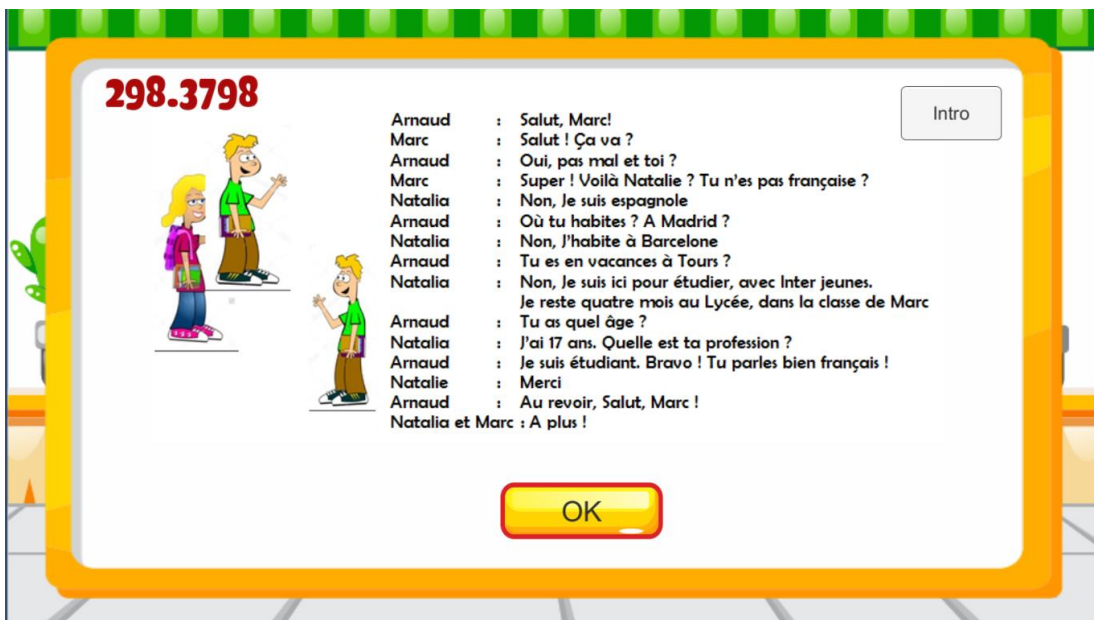 298.3798
Intro
Arnaud : Salut, Marc!
Marc : Salut ! Ça va ?
Arnaud : Oui, pas mal et toi ?
Marc : Super ! Voilà Natalie ? Tu n'es pas française ?
Natalia : Non, Je suis espagnole
Arnaud : Où tu habites ? A Madrid ?
Natalia : Non, J'habite à Barcelone
Arnaud : Tu es en vacances à Tours ?
Natalia : Non, Je suis ici pour étudier, avec Inter jeunes.
Je reste quatre mois au Lycée, dans la classe de Marc
Arnaud : Tu as quel âge ?
Natalia : J'ai 17 ans. Quelle est ta profession ?
Arnaud : Je suis étudiant. Bravo ! Tu parles bien français !
Natalie : Merci
Arnaud : Au revoir, Salut, Marc !
Natalia et Marc : A plus !
OK